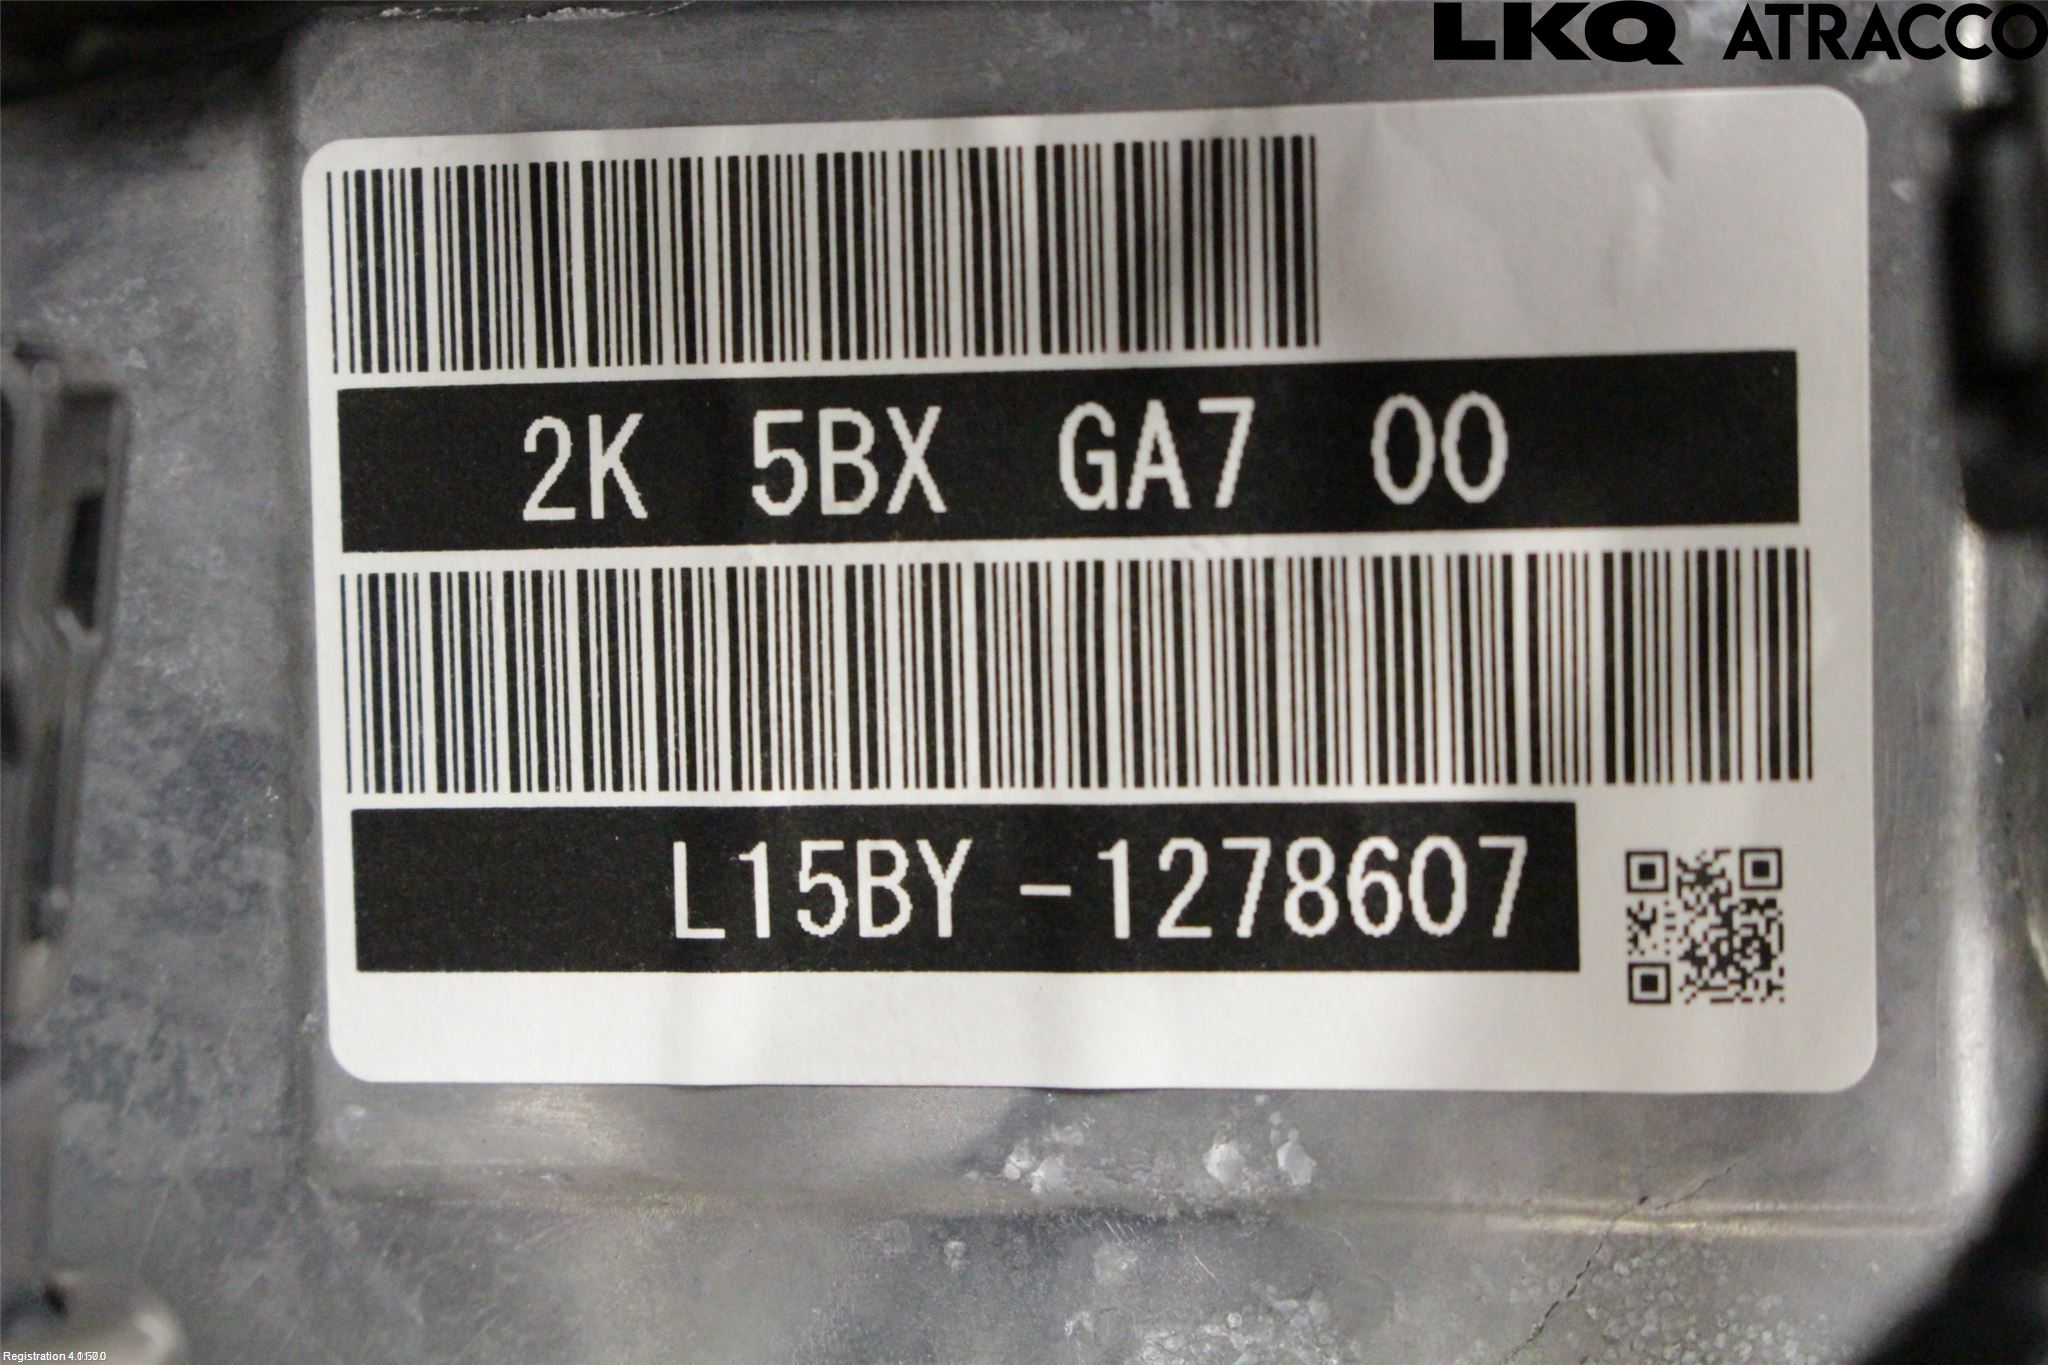 LKQ ATRACCO
2K 5BX GA7 00
L15BY-1278607